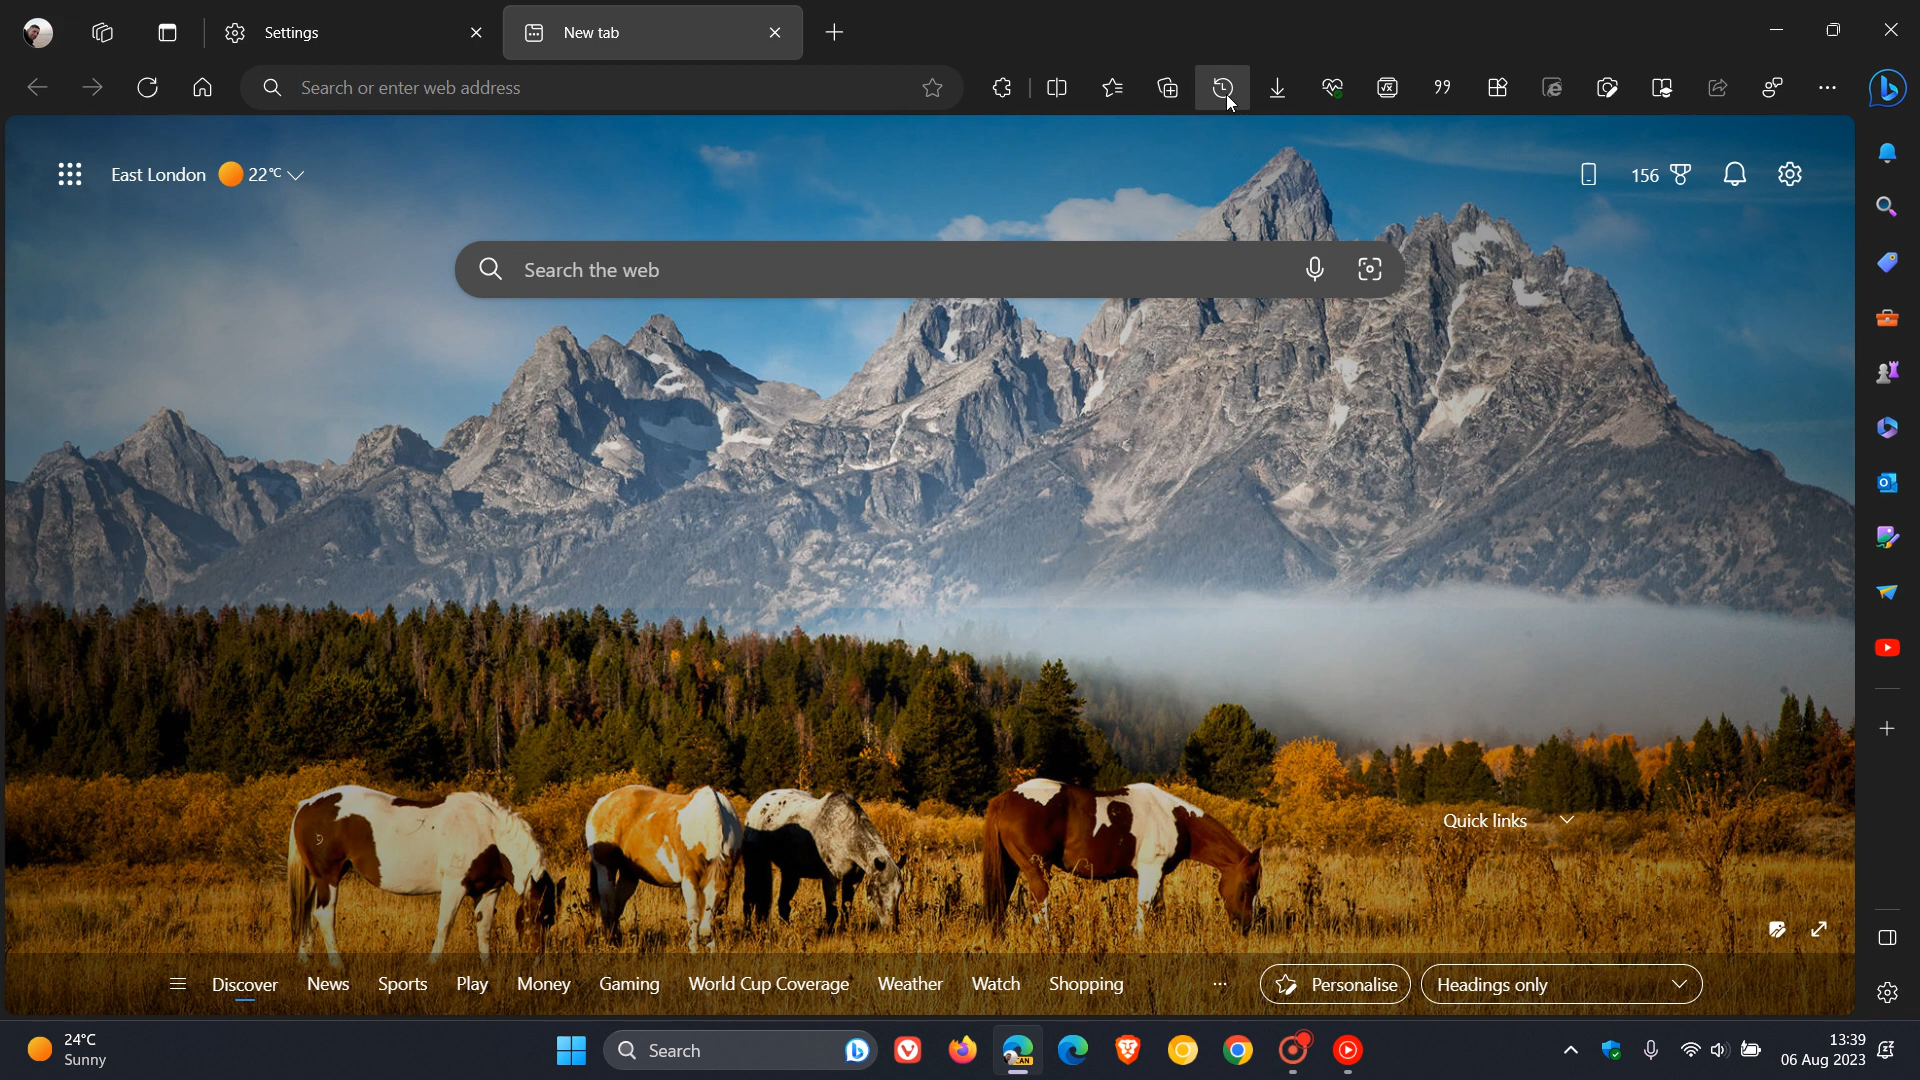 Settings
New tab
Search or enter web address
East London 22°C
156
Search the web
Quick links
Discover News Sports Play Money Gaming World Cup Coverage Weather Watch Shopping ... Personalise Headings only
24°C
Sunny
Search
CAN
13:39
06 Aug 2023